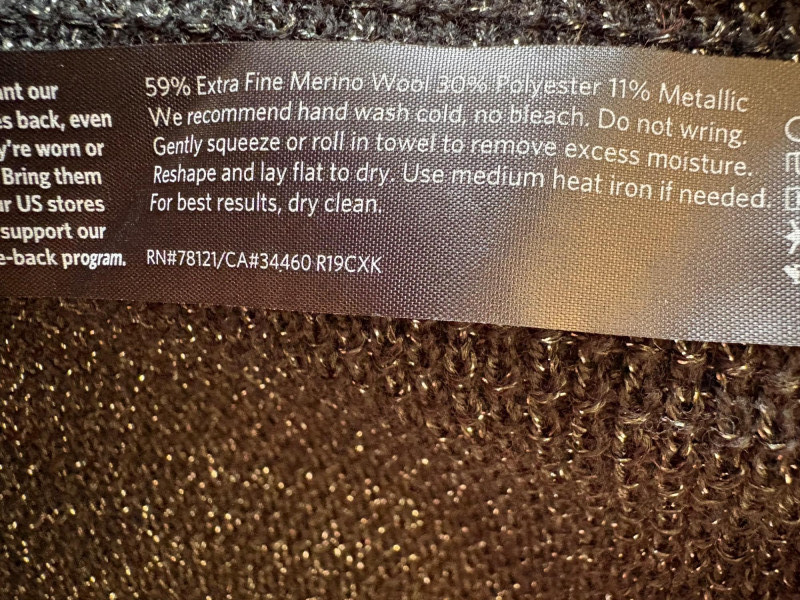 ant our
es back, even
y're worn or
Bring them
ur US stores
support our
e-back program.
59% Extra Fine Merino Wool 30% Polyester 11% Metallic
We recommend hand wash cold, no bleach. Do not wring.
Gently squeeze or roll in towel to remove excess moisture.
Reshape and lay flat to dry. Use medium heat iron if needed.
For best results, dry clean.
RN#78121/CA#34460 R19CXK